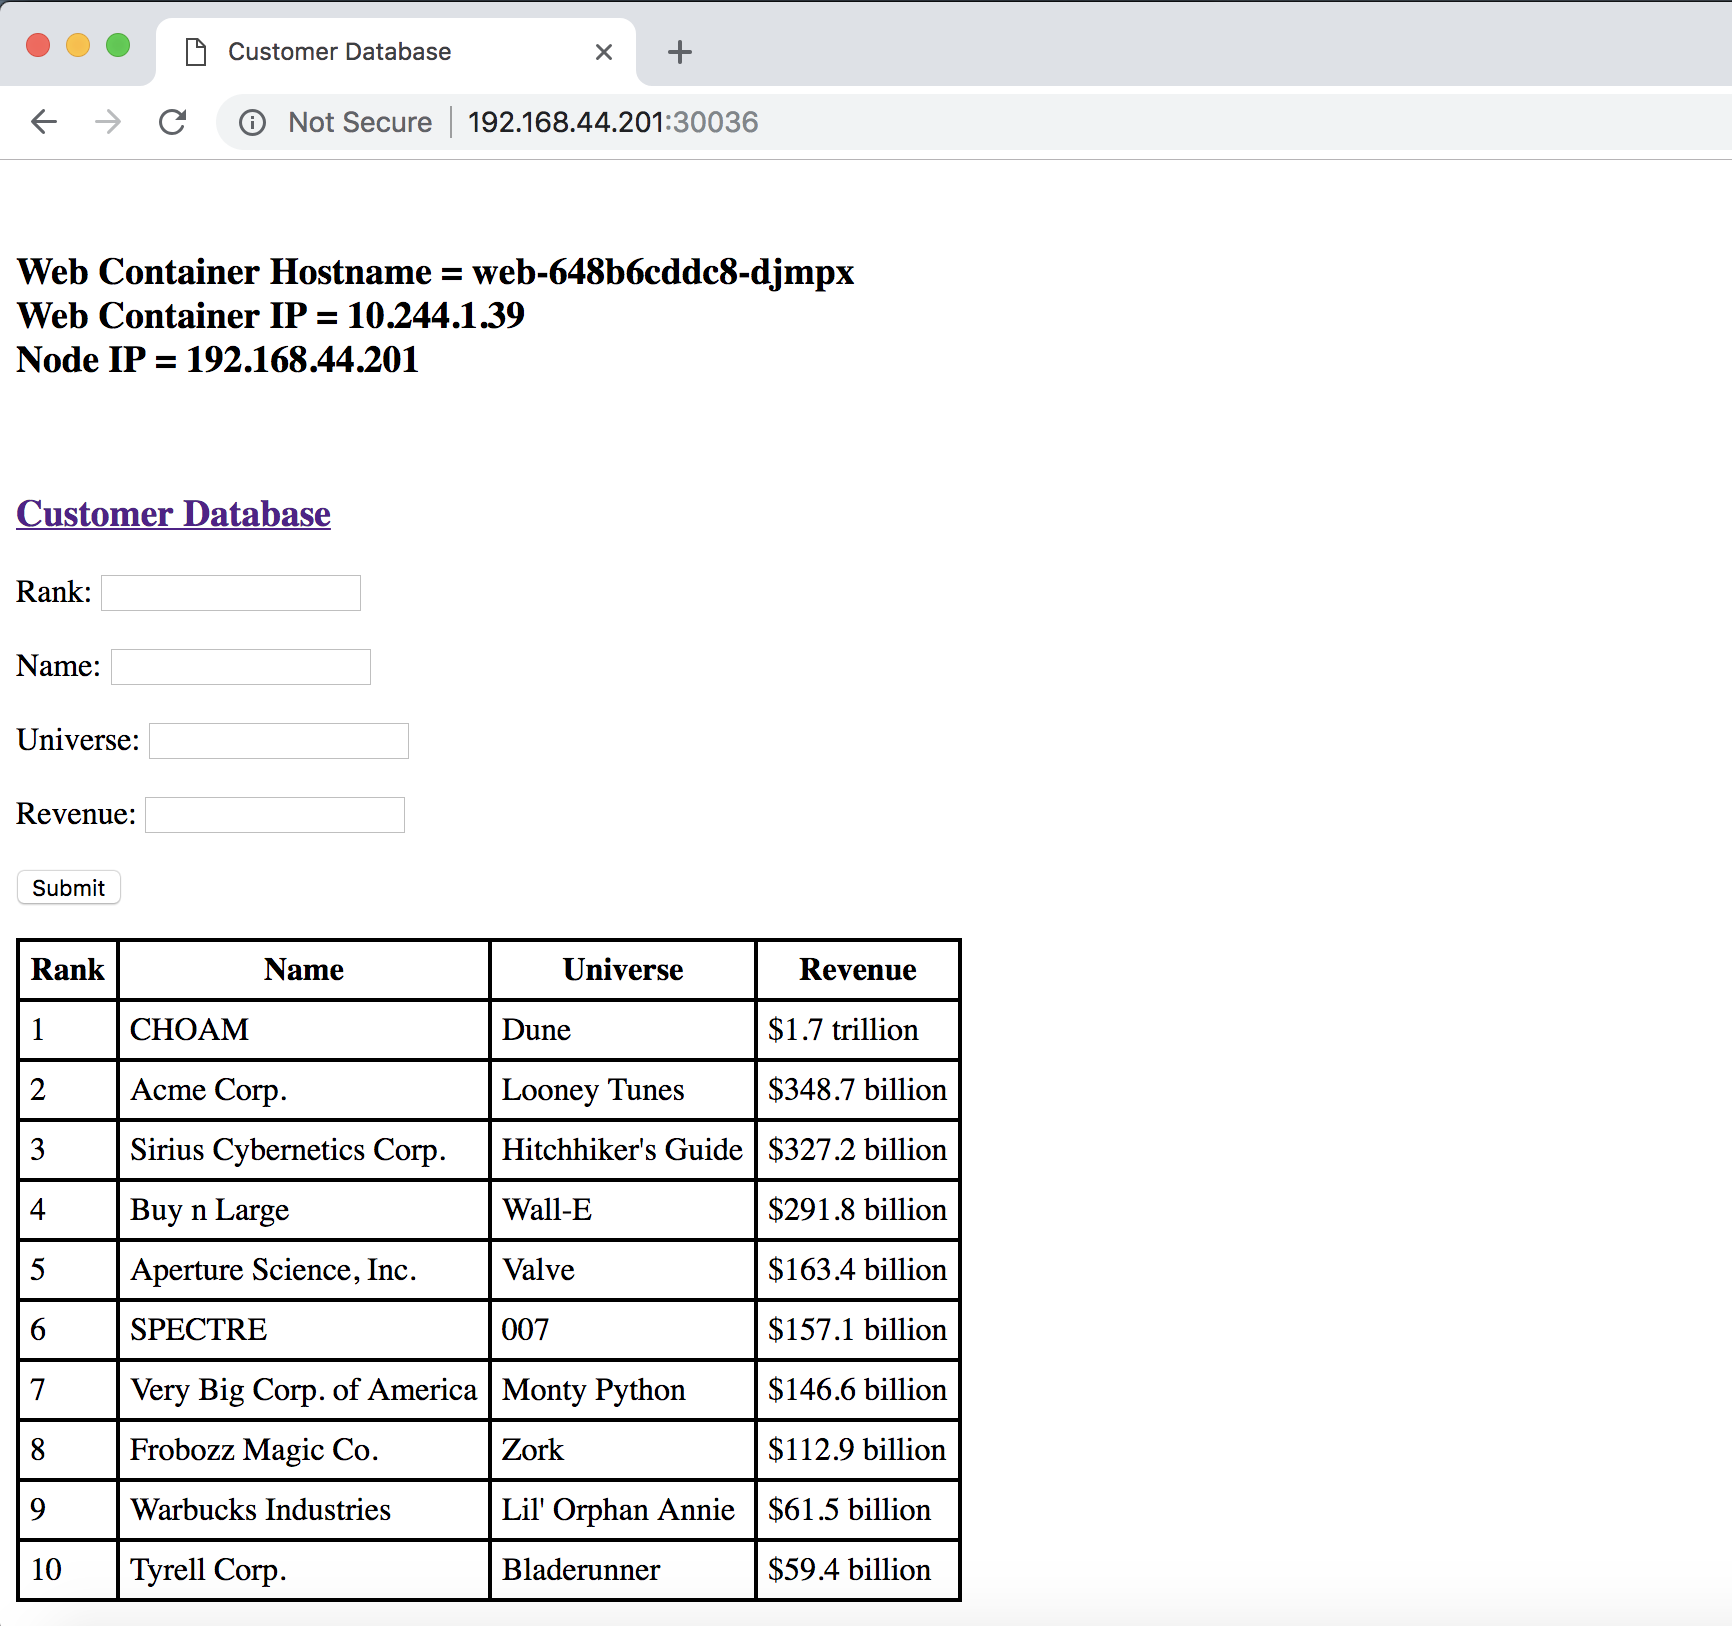 Customer Database
Not Secure 192.168.44.201:30036
Web Container Hostname = web-648b6cddc8-djmpx
Web Container IP = 10.244.1.39
Node IP = 192.168.44.201
Customer Database
Rank:
Name:
Universe:
Revenue:
Submit
Rank Name Universe Revenue
1 CHOAM Dune $1.7 trillion
2 Acme Corp. Looney Tunes $348.7 billion
3 Sirius Cybernetics Corp. Hitchhiker's Guide $327.2 billion
4 Buy n Large Wall-E $291.8 billion
5 Aperture Science, Inc. Valve $163.4 billion
6 SPECTRE 007 $157.1 billion
7 Very Big Corp. of America Monty Python $146.6 billion
8 Frobozz Magic Co. Zork $112.9 billion
9 Warbucks Industries Lil' Orphan Annie $61.5 billion
10 Tyrell Corp. Bladerunner $59.4 billion